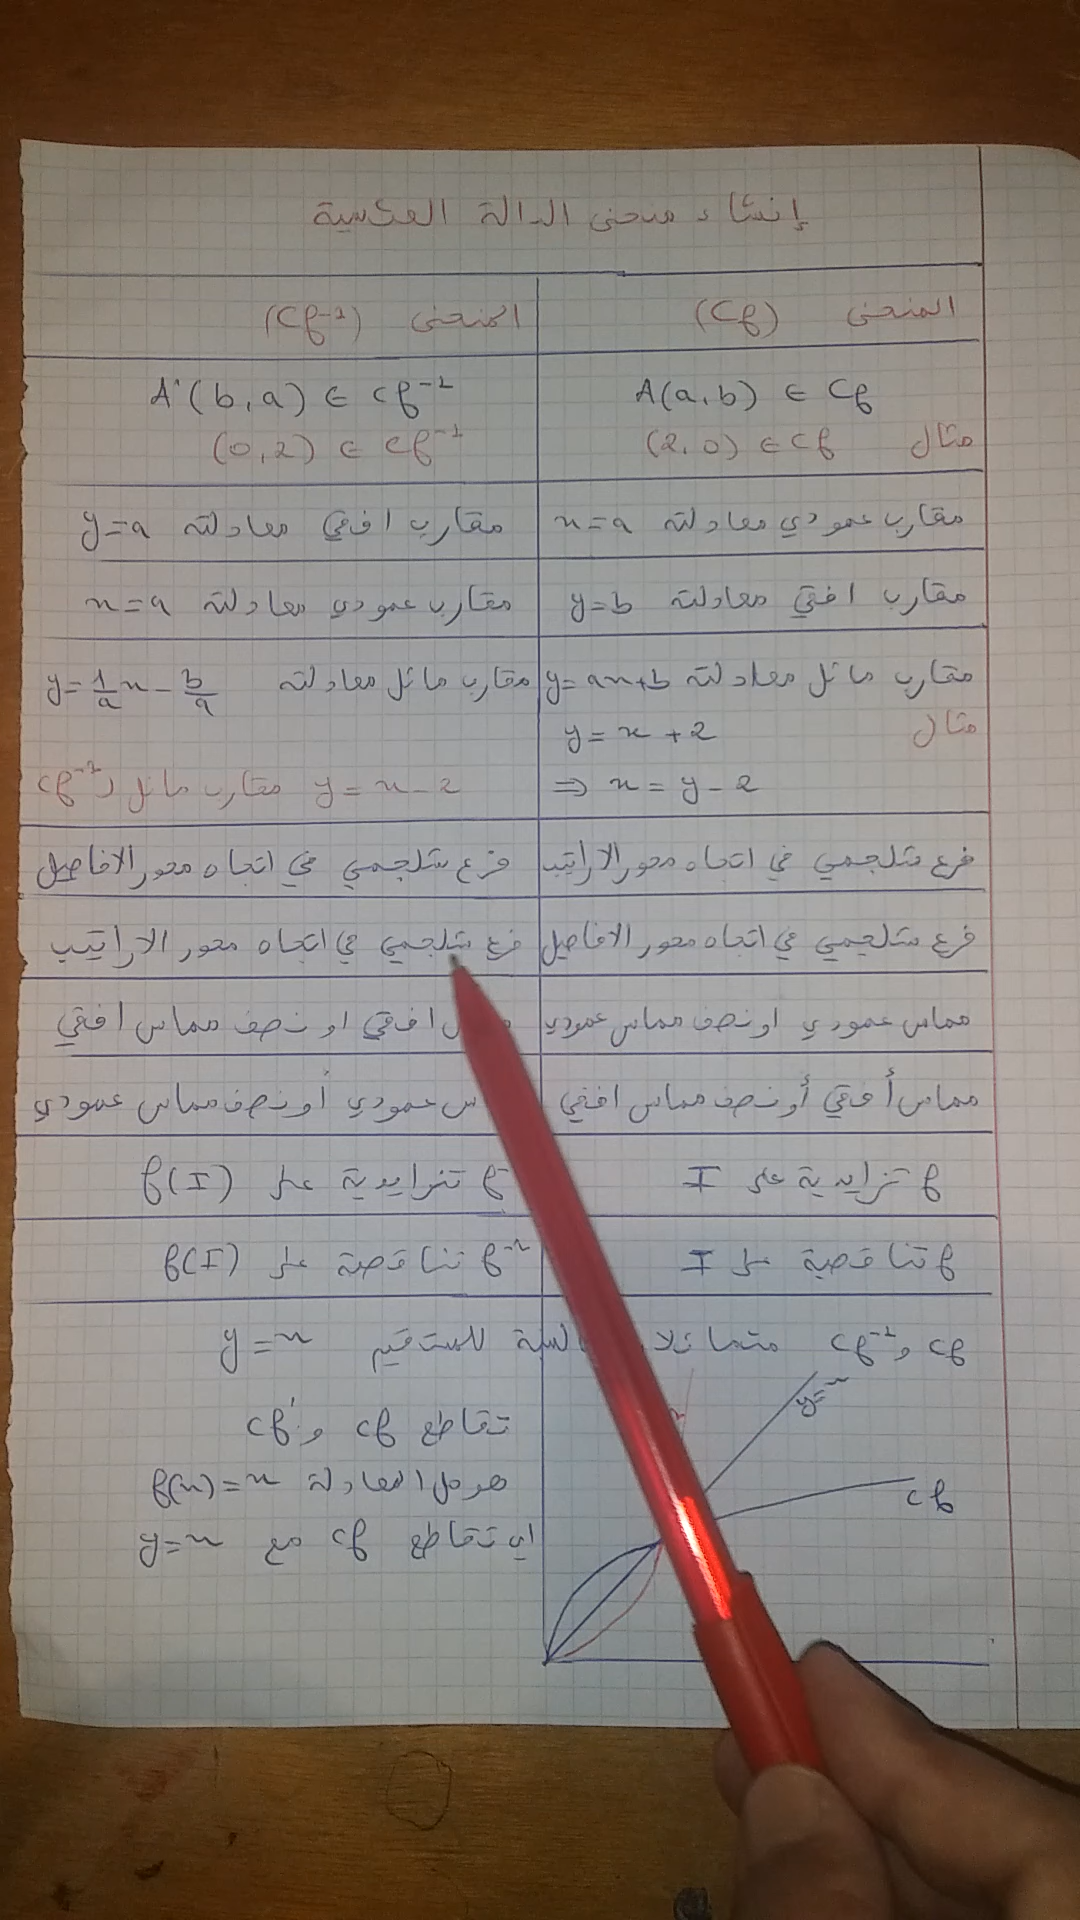 إنشاء منحنى الدالة العكسية
المنحنى (Cf)
المنحنى (Cf⁻¹)
A(a,b) ∈ Cf
A'(b,a) ∈ Cf⁻¹
مثال (2,0) ∈ Cf
(0,2) ∈ Cf⁻¹
مقارب عمودي معادلته x=a
مقارب افقي معادلته y=a
مقارب افقي معادلته y=b
مقارب عمودي معادلته x=a
مقارب مائل معادلته y=ax+b
مقارب مائل معادلته y=1/a x - b/a
مثال
y = x + 2
⇒ x = y - 2
y = x - 2 مقارب مائل لـ Cf⁻¹
فرع شلجمي في اتجاه محور الاراتيب
فرع شلجمي في اتجاه محور الافاصيل
فرع شلجمي في اتجاه محور الافاصيل
فرع شلجمي في اتجاه محور الاراتيب
مماس عمودي او نصف مماس عمودي
افقي او نصف مماس افقي
مماس أفقي أو نصف مماس افقي
عمودي أو نصف مماس عمودي
f تزايدية على I
f تتزايدية على f(I)
f تناقصية على I
f⁻¹ تناقصية على f(I)
Cf و Cf⁻¹ للمستقيم y=x
تقاطع Cf و Cf'
هو حل المعادلة f(x)=x
اي تقاطع Cf مع y=x
y=x
Cf